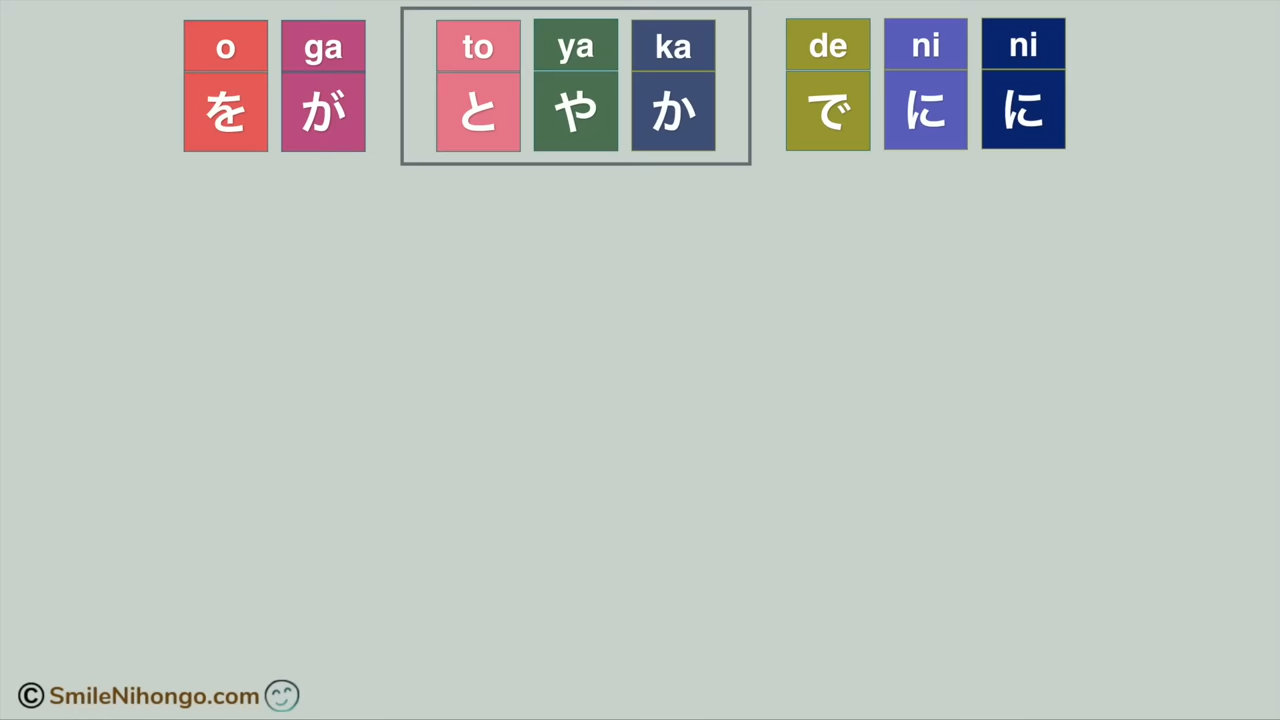 o ga to ya ka de ni ni
を が と や か で に に
© SmileNihongo.com